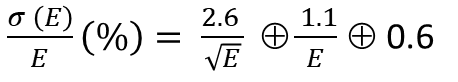 σ (E)/E (%) = 2.6/√E ⊕ 1.1/E ⊕ 0.6